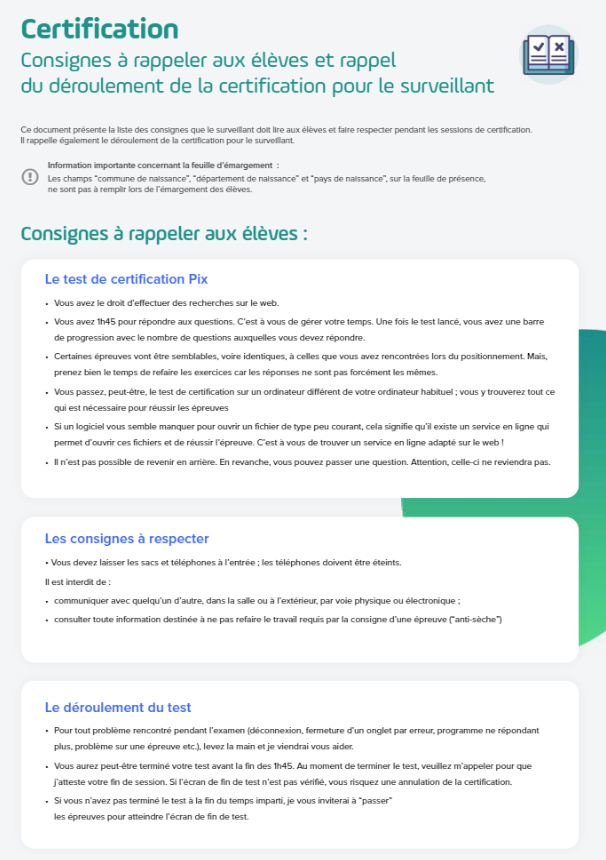 Certification
Consignes à rappeler aux élèves et rappel
du déroulement de la certification pour le surveillant
Ce document présente la liste des consignes que le surveillant doit lire aux élèves et faire respecter pendant les sessions de certification.
Il rappelle également le déroulement de la certification pour le surveillant.
Information importante concernant la feuille d'émargement :
Les champs "commune de naissance", "département de naissance" et "pays de naissance", sur la feuille de présence,
ne sont pas à remplir lors de l'émargement des élèves.
Consignes à rappeler aux élèves :
Le test de certification Pix
• Vous avez le droit d'effectuer des recherches sur le web.
• Vous avez 1h45 pour répondre aux questions. C'est à vous de gérer votre temps. Une fois le test lancé, vous avez une barre
de progression avec le nombre de questions auxquelles vous devez répondre.
• Certaines épreuves vont être semblables, voire identiques, à celles que vous avez rencontrées lors du positionnement. Mais,
prenez bien le temps de refaire les exercices car les réponses ne sont pas forcément les mêmes.
• Vous passez, peut-être, le test de certification sur un ordinateur différent de votre ordinateur habituel ; vous y trouverez tout ce
qui est nécessaire pour réussir les épreuves
• Si un logiciel vous semble manquer pour ouvrir un fichier de type peu courant, cela signifie qu'il existe un service en ligne qui
permet d'ouvrir ces fichiers et de réussir l'épreuve. C'est à vous de trouver un service en ligne adapté sur le web !
• Il n'est pas possible de revenir en arrière. En revanche, vous pouvez passer une question. Attention, celle-ci ne reviendra pas.
Les consignes à respecter
• Vous devez laisser les sacs et téléphones à l'entrée ; les téléphones doivent être éteints.
Il est interdit de :
• communiquer avec quelqu'un d'autre, dans la salle ou à l'extérieur, par voie physique ou électronique ;
• consulter toute information destinée à ne pas refaire le travail requis par la consigne d'une épreuve ("anti-sèche")
Le déroulement du test
• Pour tout problème rencontré pendant l'examen (déconnexion, fermeture d'un onglet par erreur, programme ne répondant
plus, problème sur une épreuve etc.), levez la main et je viendrai vous aider.
• Vous aurez peut-être terminé votre test avant la fin des 1h45. Au moment de terminer le test, veuillez m'appeler pour que
j'atteste votre fin de session. Si l'écran de fin de test n'est pas vérifié, vous risquez une annulation de la certification.
• Si vous n'avez pas terminé le test à la fin du temps imparti, je vous inviterai à "passer"
les épreuves pour atteindre l'écran de fin de test.